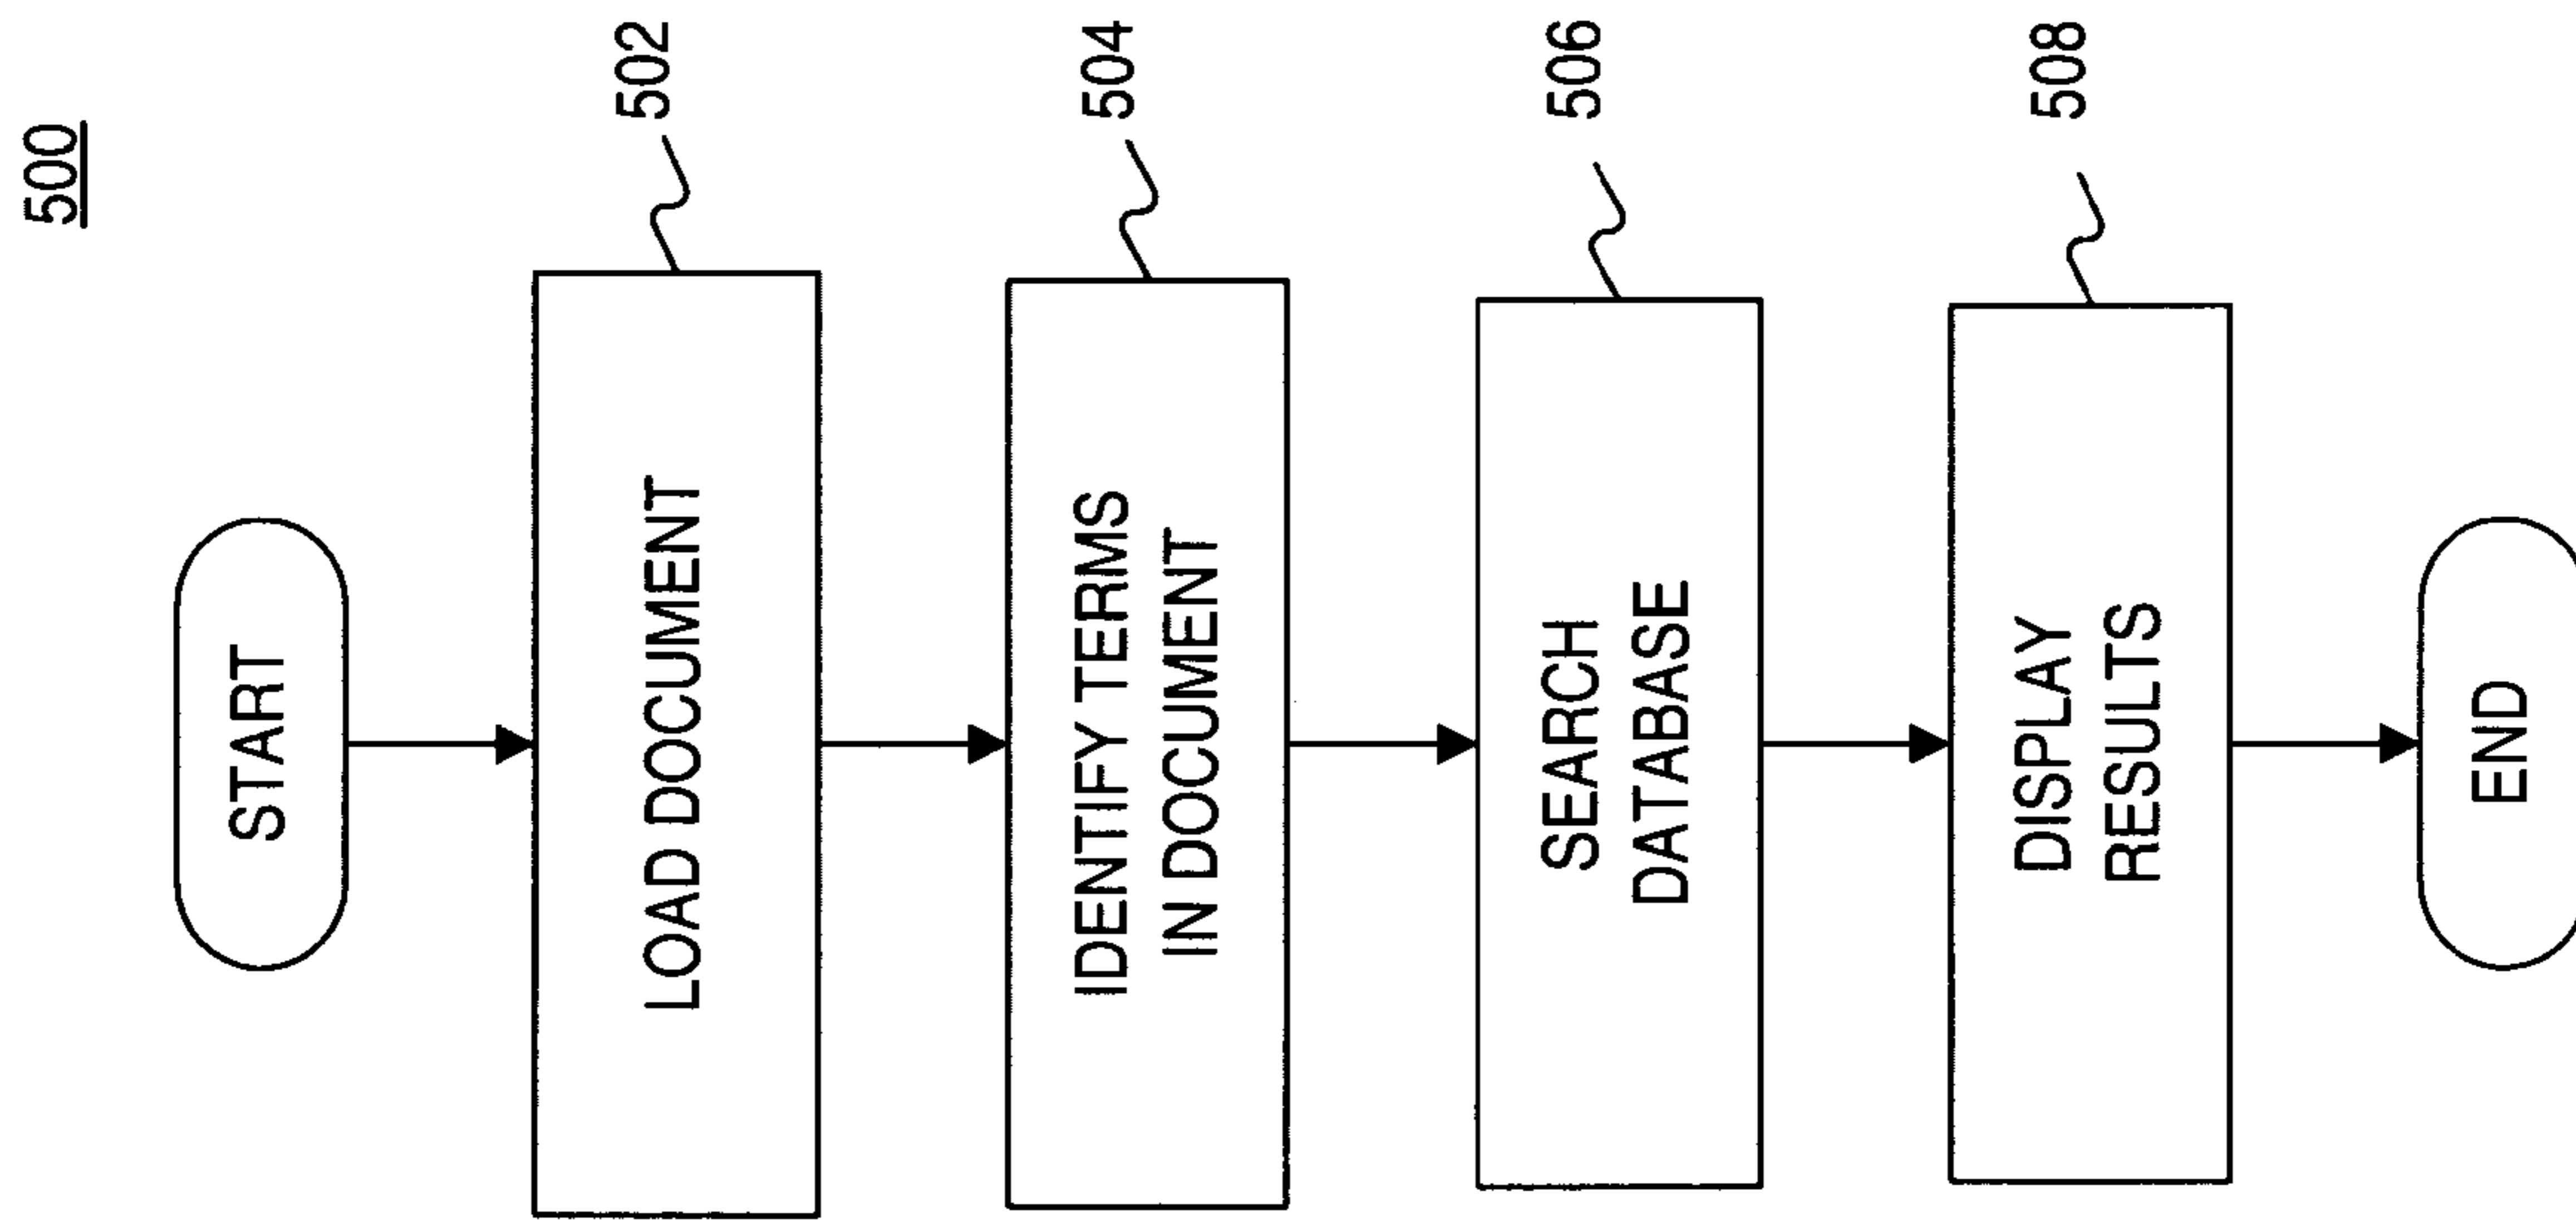 500
START
LOAD DOCUMENT
502
IDENTIFY TERMS
IN DOCUMENT
504
SEARCH
DATABASE
506
DISPLAY
RESULTS
508
END